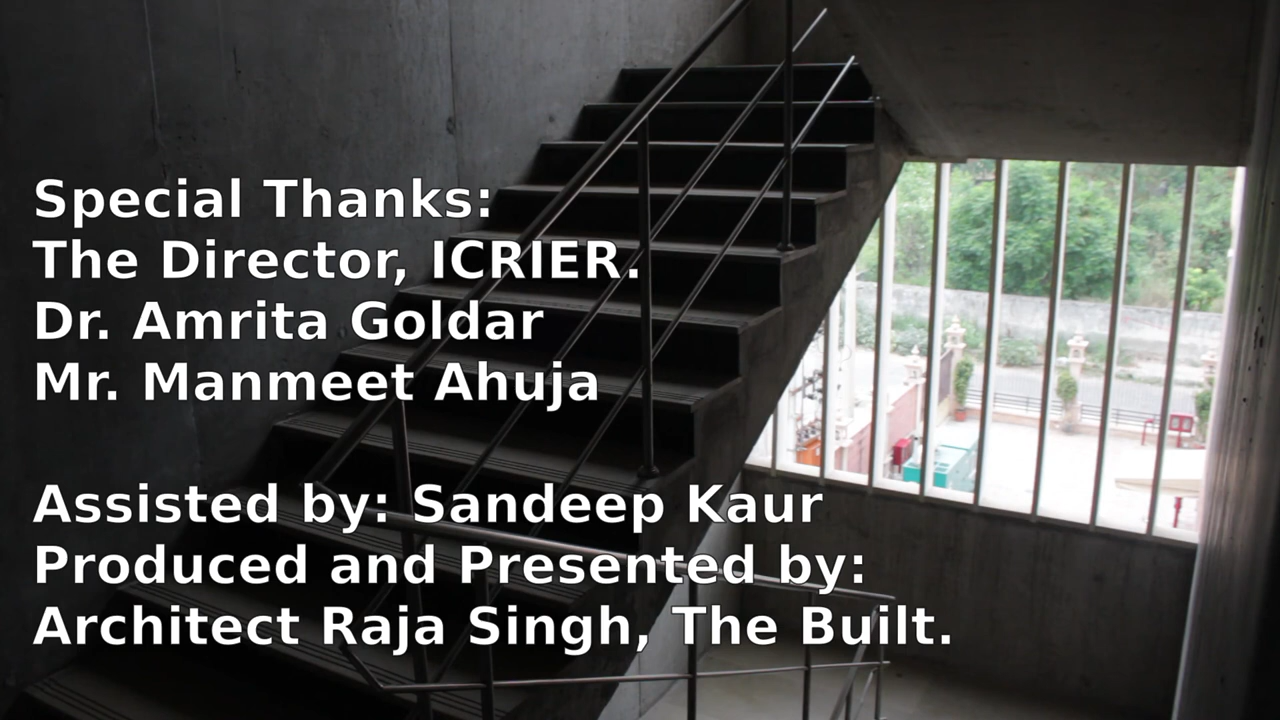 Special Thanks:
The Director, ICRIER.
Dr. Amrita Goldar
Mr. Manmeet Ahuja
Assisted by: Sandeep Kaur
Produced and Presented by:
Architect Raja Singh, The Built.